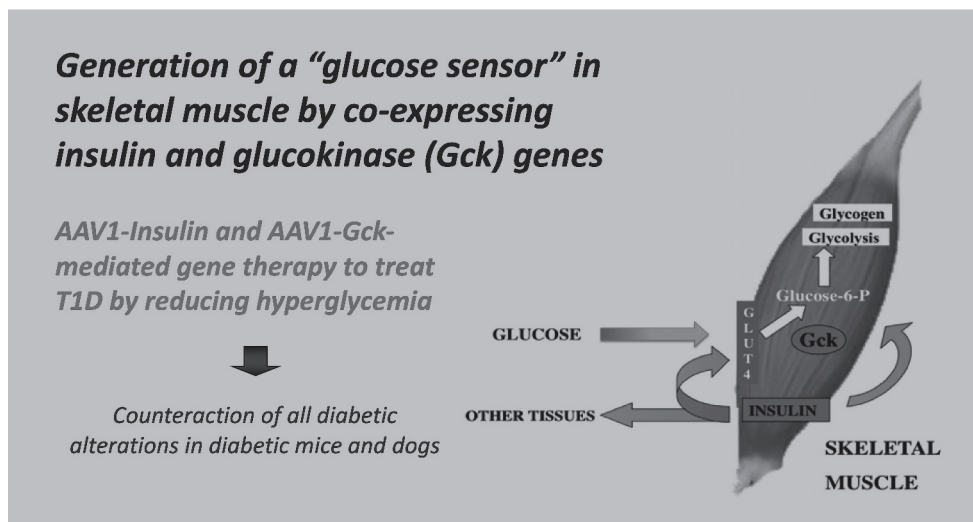 Generation of a “glucose sensor” in
skeletal muscle by co-expressing
insulin and glucokinase (Gck) genes
AAV1-Insulin and AAV1-Gck-
mediated gene therapy to treat
T1D by reducing hyperglycemia
Counteraction of all diabetic
alterations in diabetic mice and dogs
Glycogen
Glycolysis
Glucose-6-P
GLUCOSE
GLUT4
Gck
OTHER TISSUES
INSULIN
SKELETAL
MUSCLE